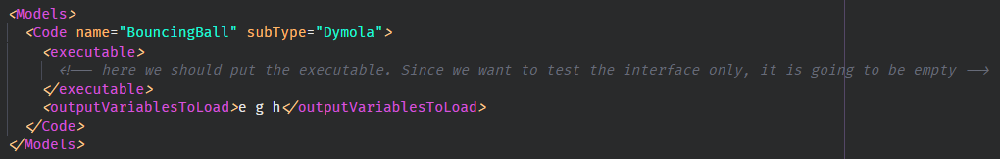 <Models>
<Code name="BouncingBall" subType="Dymola">
<executable>
<!-- here we should put the executable. Since we want to test the interface only, it is going to be empty -->
</executable>
<outputVariablesToLoad>e g h</outputVariablesToLoad>
</Code>
</Models>